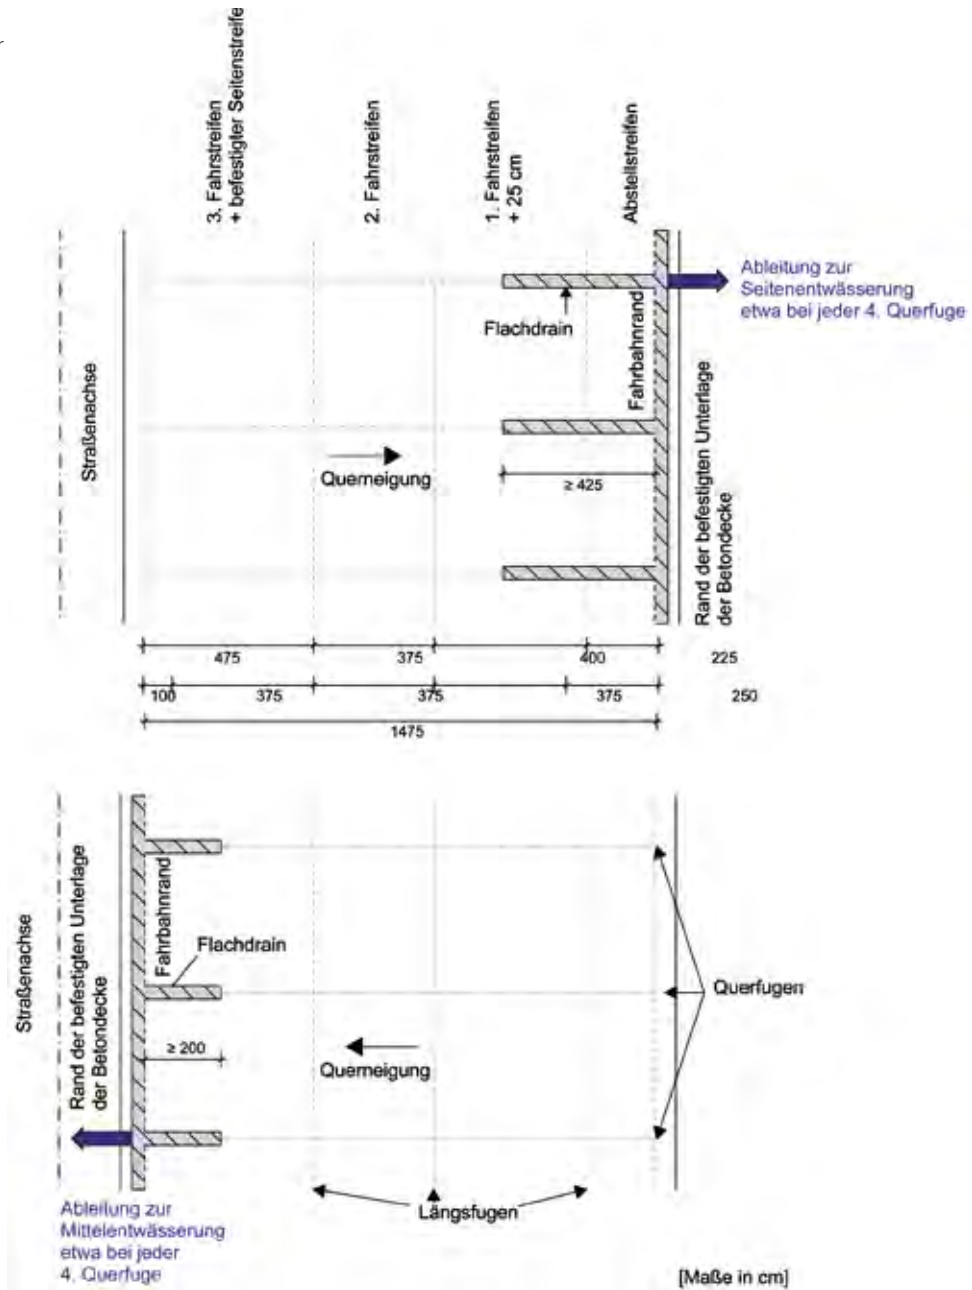 r
3. Fahrstreifen
+ befestigter Seitenstreife
2. Fahrstreifen
1. Fahrstreifen
+ 25 cm
Abstellstreifen
Ableitung zur
Seitenentwässerung
etwa bei jeder 4. Querfuge
Flachdrain
Fahrbahnrand
Straßenachse
Querneigung
≥ 425
Rand der befestigten Unterlage
der Betondecke
475
375
400
225
100
375
375
375
250
1475
Straßenachse
Rand der befestigten Unterlage
der Betondecke
Fahrbahnrand
Flachdrain
Querfugen
≥ 200
Querneigung
Längsfugen
Ableitung zur
Mittelentwässerung
etwa bei jeder
4. Querfuge
[Maße in cm]